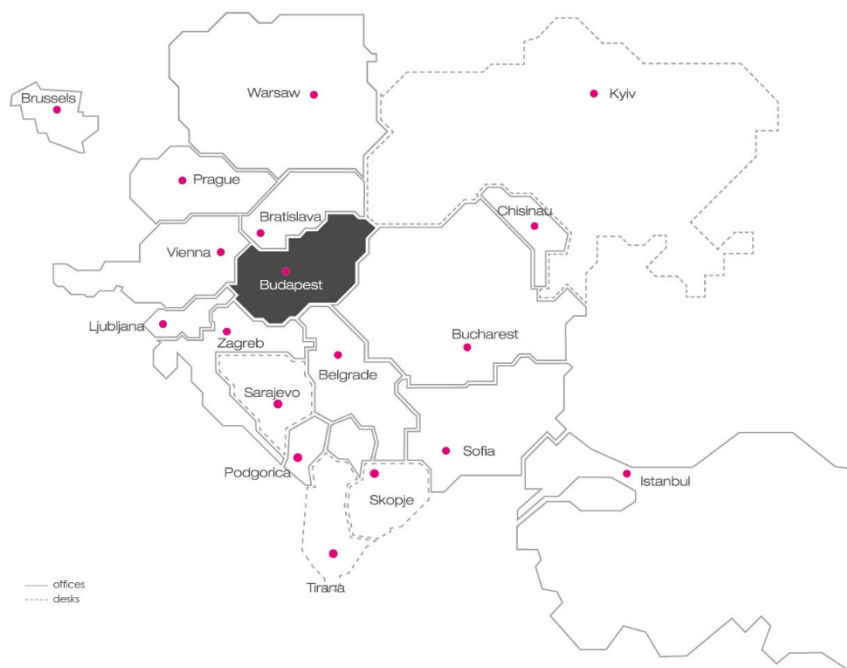 Warsaw
Kyiv
Brussels
Prague
Chisinau
Bratislava
Vienna
Budapest
Ljubljana
Bucharest
Zagreb
Belgrade
Sarajevo
Sofia
Podgorica
Istanbul
Skopje
offices
Tirana
desks